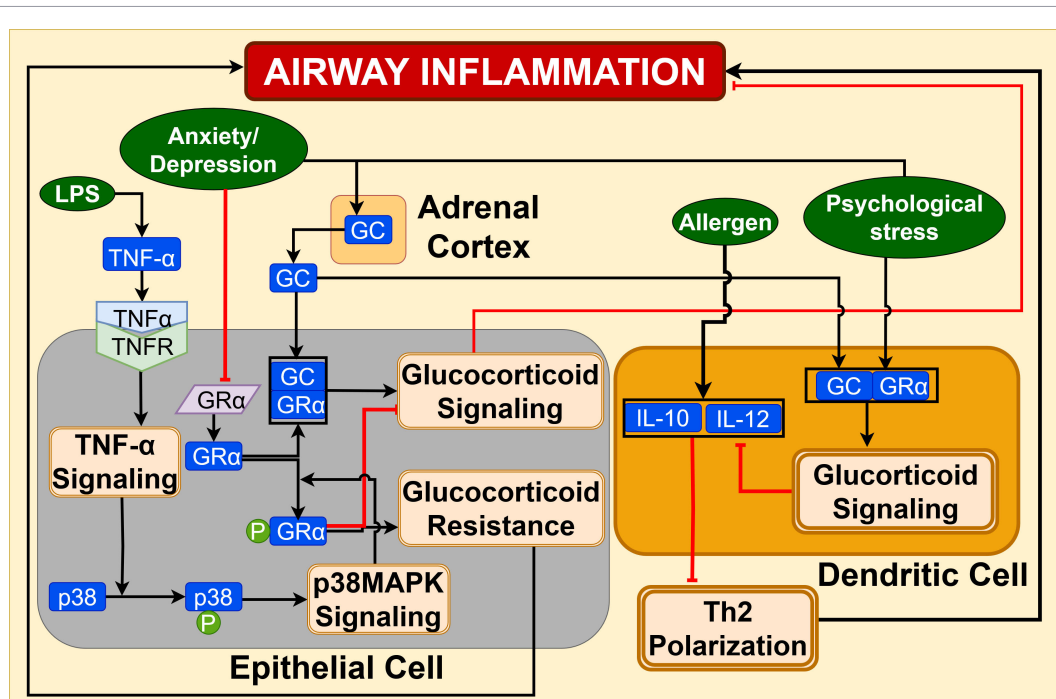 AIRWAY INFLAMMATION
Anxiety/
Depression
LPS
TNF-α
TNFα
TNFR
GC
Adrenal
Cortex
GC
Allergen
Psychological
stress
GRα
GC
GRα
Glucocorticoid
Signaling
TNF-α
Signaling
GRα
P
GRα
Glucocorticoid
Resistance
p38
p38
P
p38MAPK
Signaling
Epithelial Cell
GC
GRα
IL-10
IL-12
Glucorticoid
Signaling
Dendritic Cell
Th2
Polarization